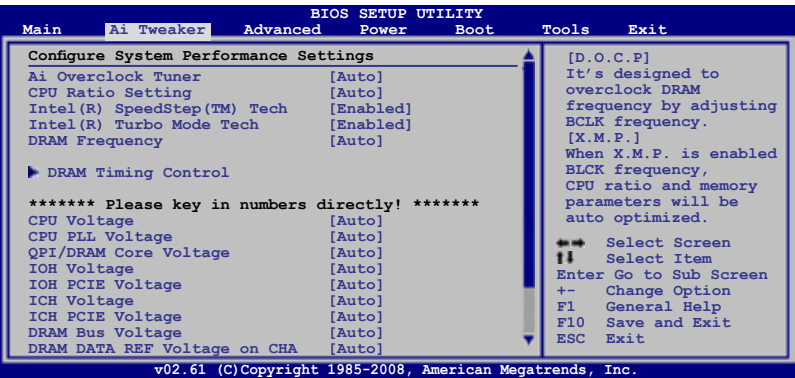 BIOS SETUP UTILITY
Main Ai Tweaker Advanced Power Boot Tools Exit
Configure System Performance Settings
Ai Overclock Tuner [Auto]
CPU Ratio Setting [Auto]
Intel(R) SpeedStep(TM) Tech [Enabled]
Intel(R) Turbo Mode Tech [Enabled]
DRAM Frequency [Auto]
DRAM Timing Control
******* Please key in numbers directly! *******
CPU Voltage [Auto]
CPU PLL Voltage [Auto]
QPI/DRAM Core Voltage [Auto]
IOH Voltage [Auto]
IOH PCIE Voltage [Auto]
ICH Voltage [Auto]
ICH PCIE Voltage [Auto]
DRAM Bus Voltage [Auto]
DRAM DATA REF Voltage on CHA [Auto]
[D.O.C.P]
It's designed to
overclock DRAM
frequency by adjusting
BCLK frequency.
[X.M.P.]
When X.M.P. is enabled
BLCK frequency,
CPU ratio and memory
parameters will be
auto optimized.
Select Screen
Select Item
Enter Go to Sub Screen
+- Change Option
F1 General Help
F10 Save and Exit
ESC Exit
v02.61 (C)Copyright 1985-2008, American Megatrends, Inc.